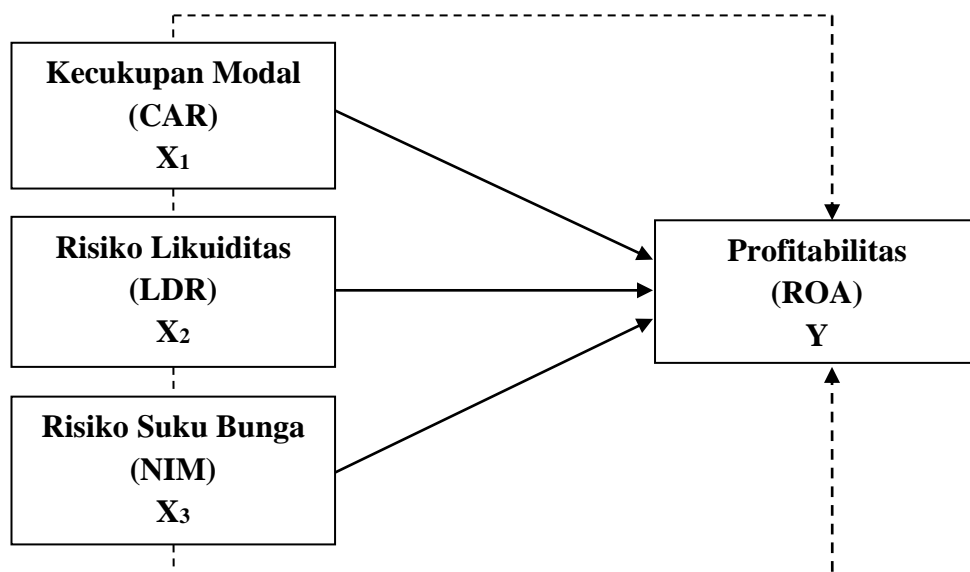 Kecukupan Modal
(CAR)
X1
Risiko Likuiditas
(LDR)
X2
Risiko Suku Bunga
(NIM)
X3
Profitabilitas
(ROA)
Y